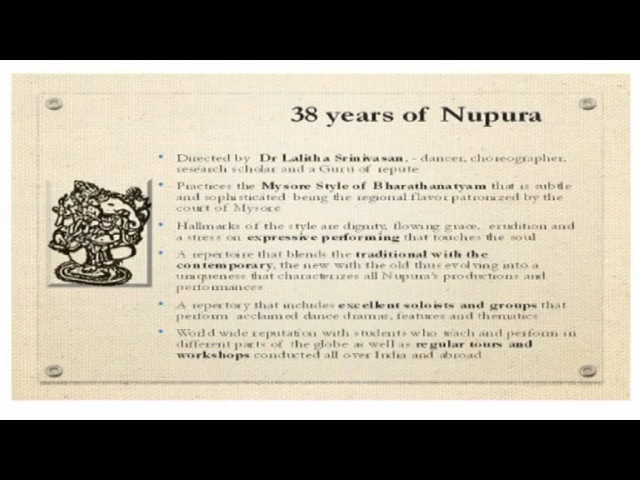 38 years of Nupura
• Directed by Dr Lalitha Srinivasan, - dancer, choreographer,
research scholar and a Guru of repute
• Practices the Mysore Style of Bharathanatyam that is subtle
and sophisticated being the regional flavor patronized by the
court of Mysore
• Hallmarks of the style are dignity, flowing grace, erudition and
a stress on expressive performing that touches the soul
• A repertoire that blends the traditional with the
contemporary, the new with the old thus evolving into a
uniqueness that characterizes all Nupura's productions and
performances
• A repertory that includes excellent soloists and groups that
perform acclaimed dance dramas, features and thematics
• World wide reputation with students who teach and perform in
different parts of the globe as well as regular tours and
workshops conducted all over India and abroad